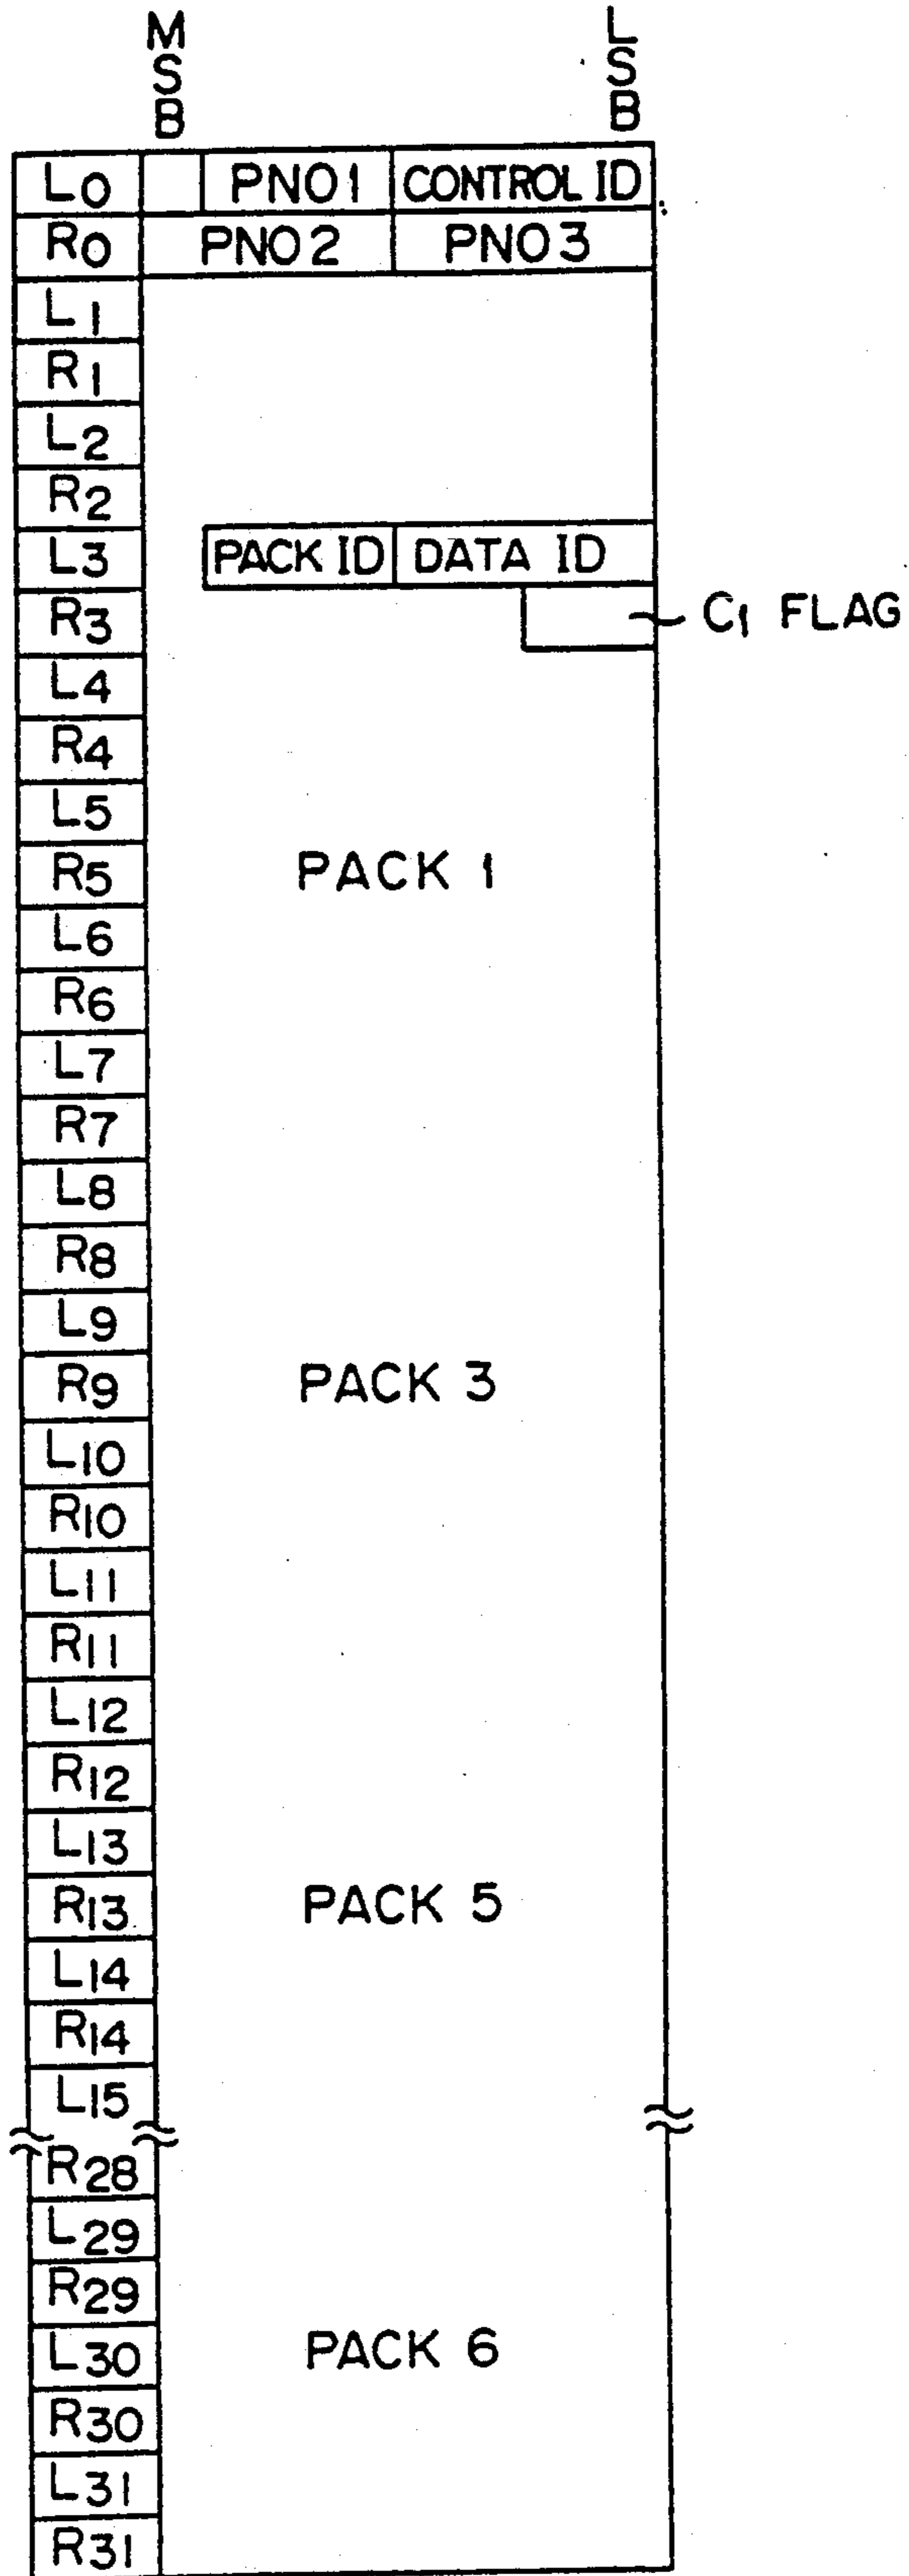 MSB LSB
L0 PNO1 CONTROL ID
R0 PNO2 PNO3
L1
R1
L2
R2
L3 PACK ID DATA ID
R3 C1 FLAG
L4
R4
L5
R5 PACK 1
L6
R6
L7
R7
L8
R8
L9
R9 PACK 3
L10
R10
L11
R11
L12
R12
L13
R13 PACK 5
L14
R14
L15
R28
L29
R29
L30 PACK 6
R30
L31
R31